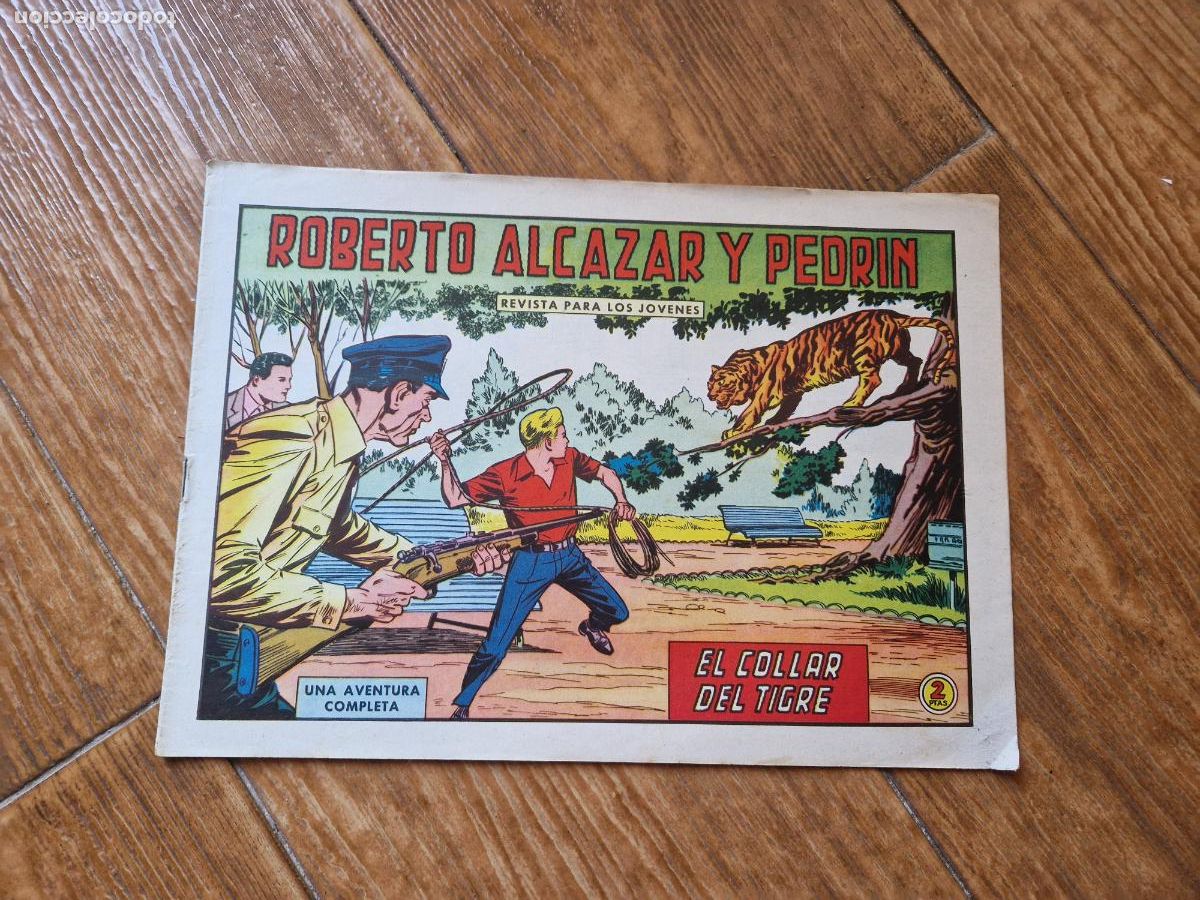 todocoleccion
ROBERTO ALCAZAR Y PEDRIN
REVISTA PARA LOS JOVENES
EL COLLAR
DEL TIGRE
UNA AVENTURA
COMPLETA
2
PTAS